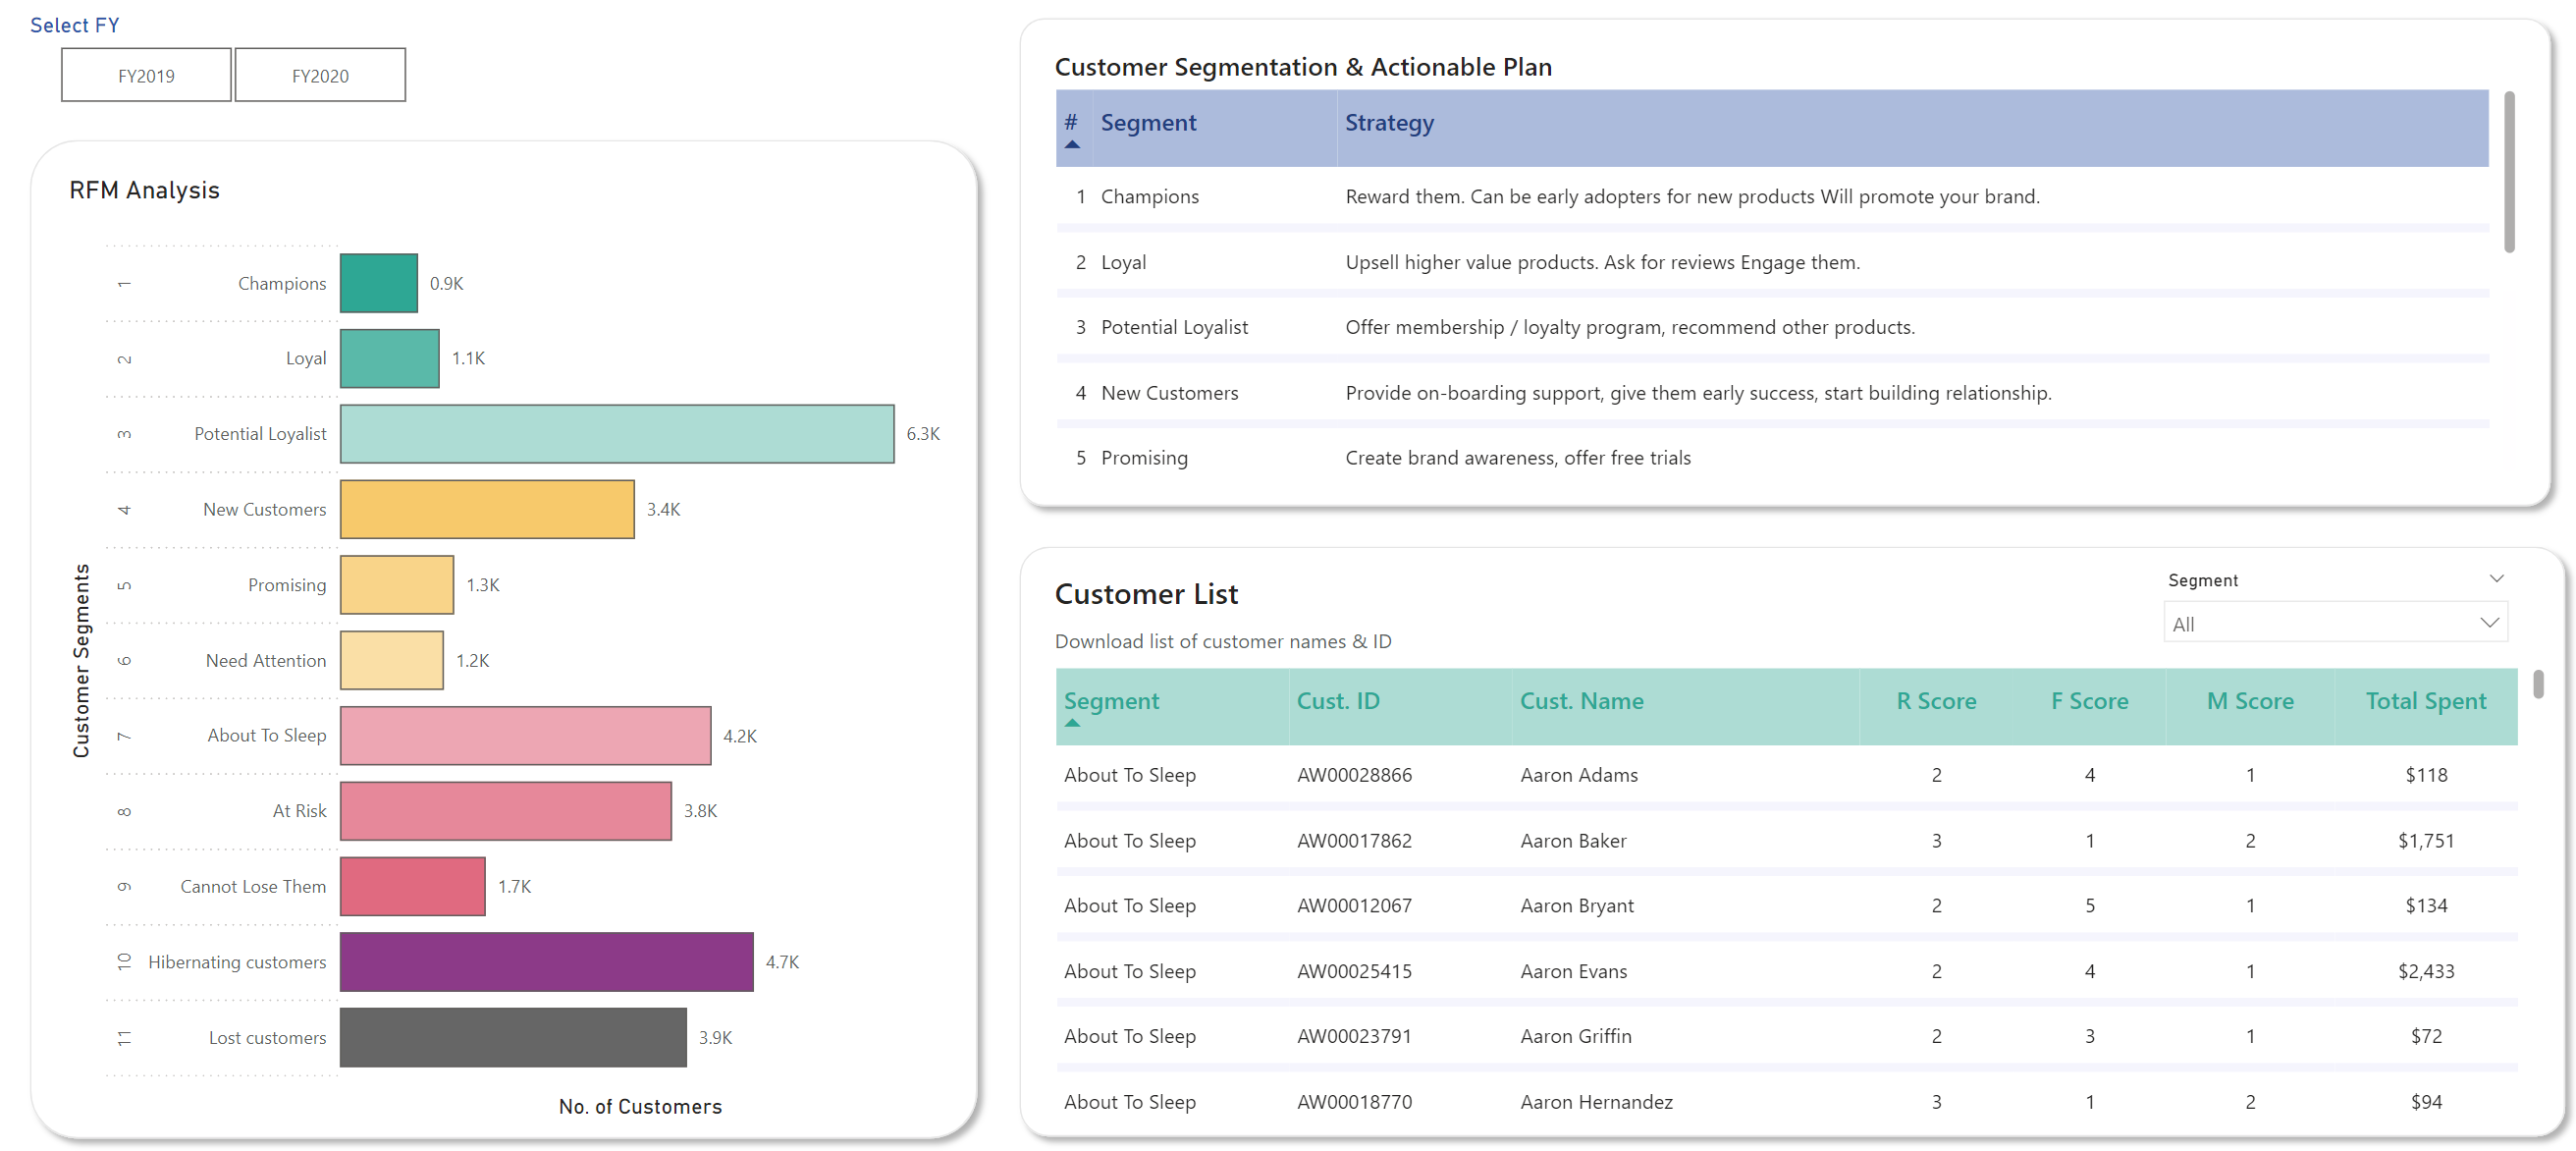 Select FY
FY2019 FY2020
RFM Analysis
Customer Segments
1 Champions 0.9K
2 Loyal 1.1K
3 Potential Loyalist 6.3K
4 New Customers 3.4K
5 Promising 1.3K
6 Need Attention 1.2K
7 About To Sleep 4.2K
8 At Risk 3.8K
9 Cannot Lose Them 1.7K
10 Hibernating customers 4.7K
11 Lost customers 3.9K
No. of Customers
Customer Segmentation & Actionable Plan
# Segment Strategy
1 Champions Reward them. Can be early adopters for new products Will promote your brand.
2 Loyal Upsell higher value products. Ask for reviews Engage them.
3 Potential Loyalist Offer membership / loyalty program, recommend other products.
4 New Customers Provide on-boarding support, give them early success, start building relationship.
5 Promising Create brand awareness, offer free trials
Customer List
Download list of customer names & ID
Segment
All
Segment Cust. ID Cust. Name R Score F Score M Score Total Spent
About To Sleep AW00028866 Aaron Adams 2 4 1 $118
About To Sleep AW00017862 Aaron Baker 3 1 2 $1,751
About To Sleep AW00012067 Aaron Bryant 2 5 1 $134
About To Sleep AW00025415 Aaron Evans 2 4 1 $2,433
About To Sleep AW00023791 Aaron Griffin 2 3 1 $72
About To Sleep AW00018770 Aaron Hernandez 3 1 2 $94